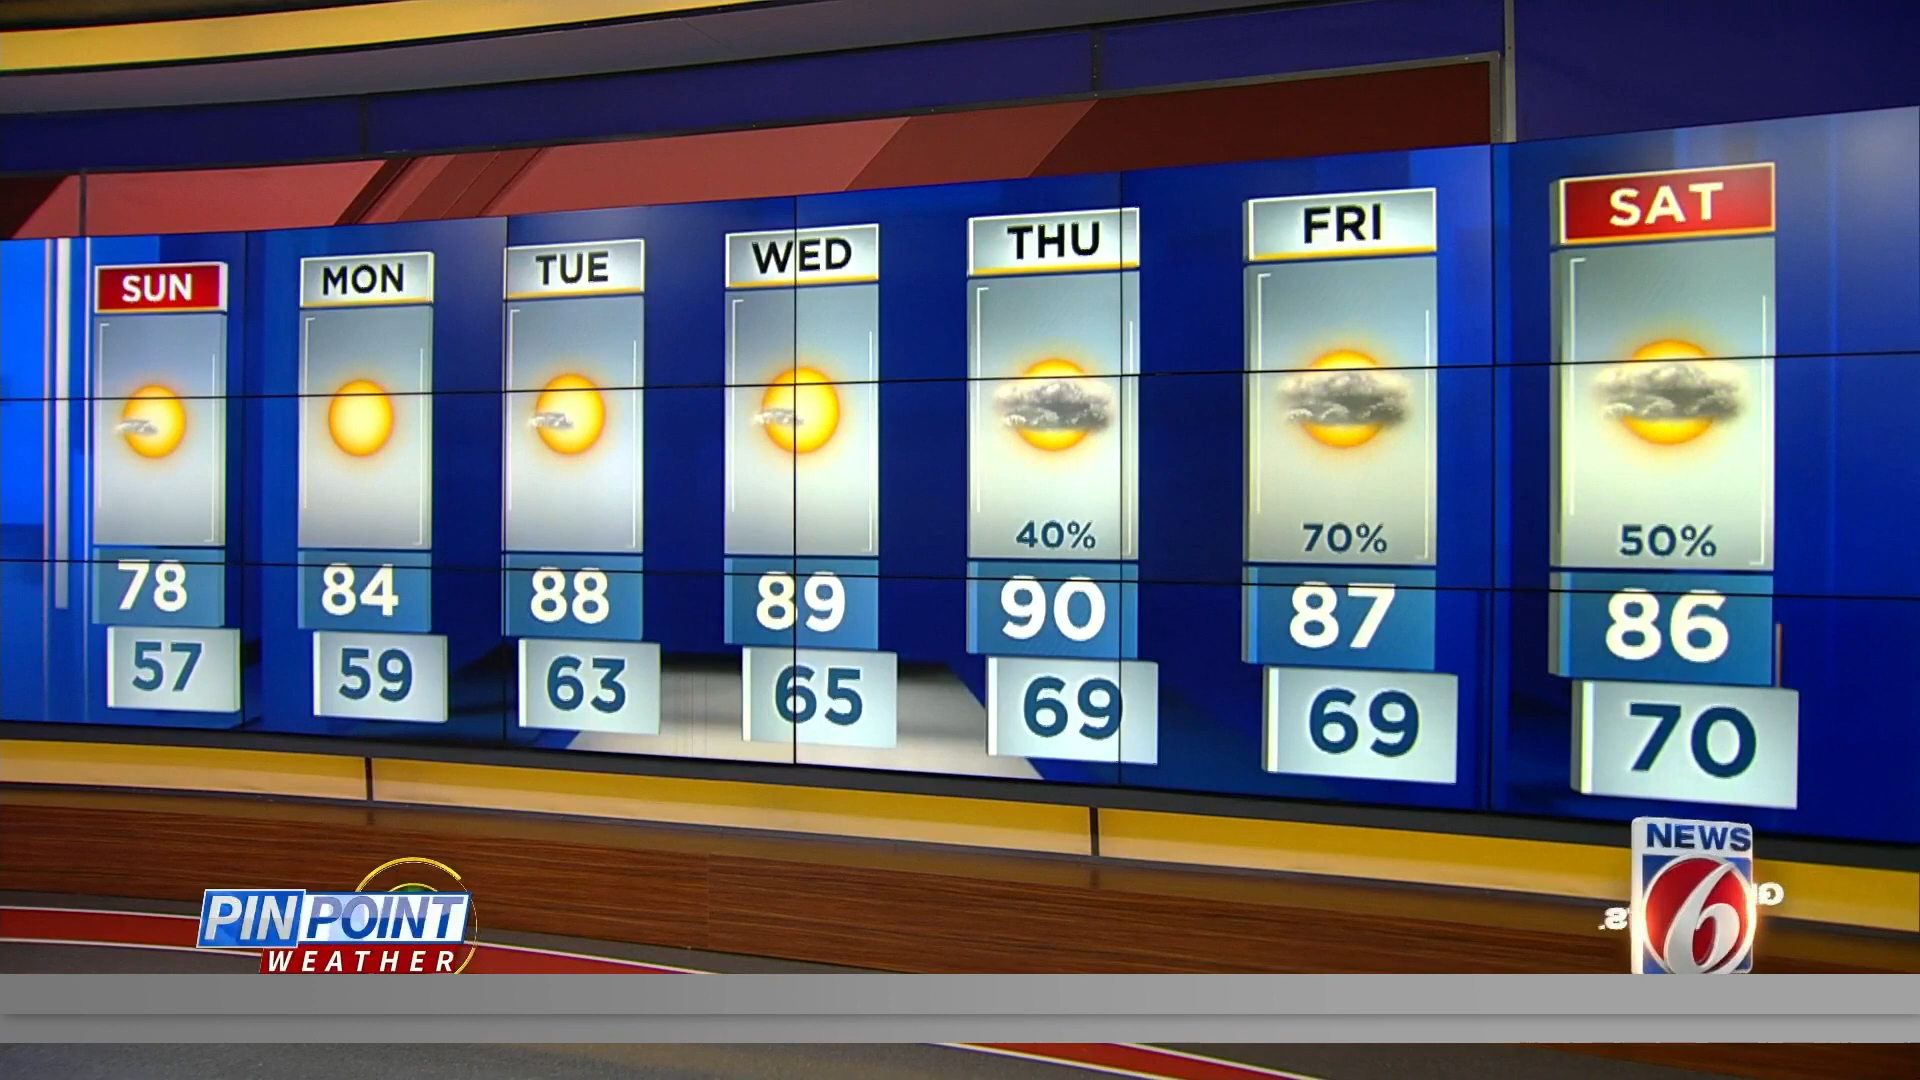 SUN MON TUE WED THU FRI SAT
40% 70% 50%
78 84 88 89 90 87 86
57 59 63 65 69 69 70
PINPOINT
WEATHER
NEWS
6